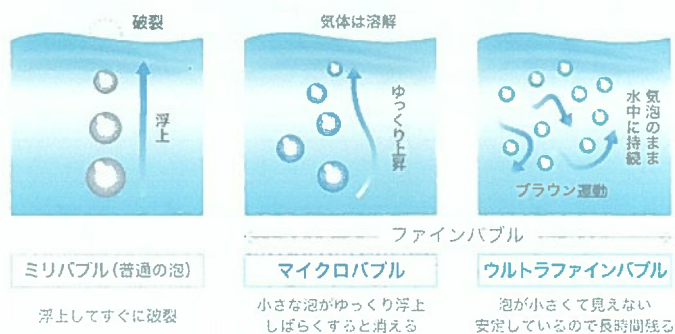 破裂
浮上
ミリバブル(普通の泡)
浮上してすぐに破裂
気体は溶解
ゆっくり上昇
マイクロバブル
小さな泡がゆっくり浮上
しばらくすると消える
気泡のまま
水中に持続
ブラウン運動
ファインバブル
ウルトラファインバブル
泡が小さくて見えない
安定しているので長時間残る